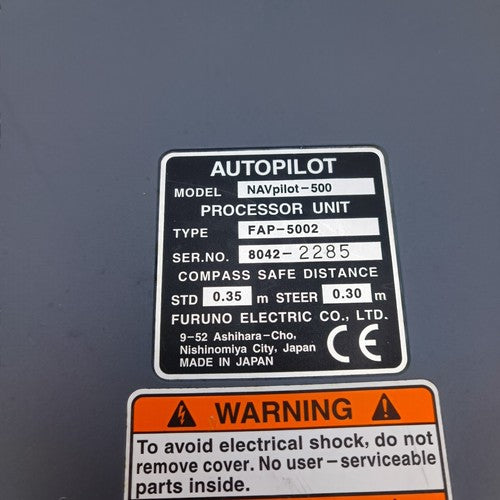 AUTOPILOT
MODEL NAVpilot-500
PROCESSOR UNIT
TYPE FAP-5002
SER.NO. 8042-2285
COMPASS SAFE DISTANCE
STD 0.35 m STEER 0.30 m
FURUNO ELECTRIC CO., LTD.
9-52 Ashihara-Cho,
Nishinomiya City, Japan
MADE IN JAPAN CE
WARNING
To avoid electrical shock, do not
remove cover. No user-serviceable
parts inside.